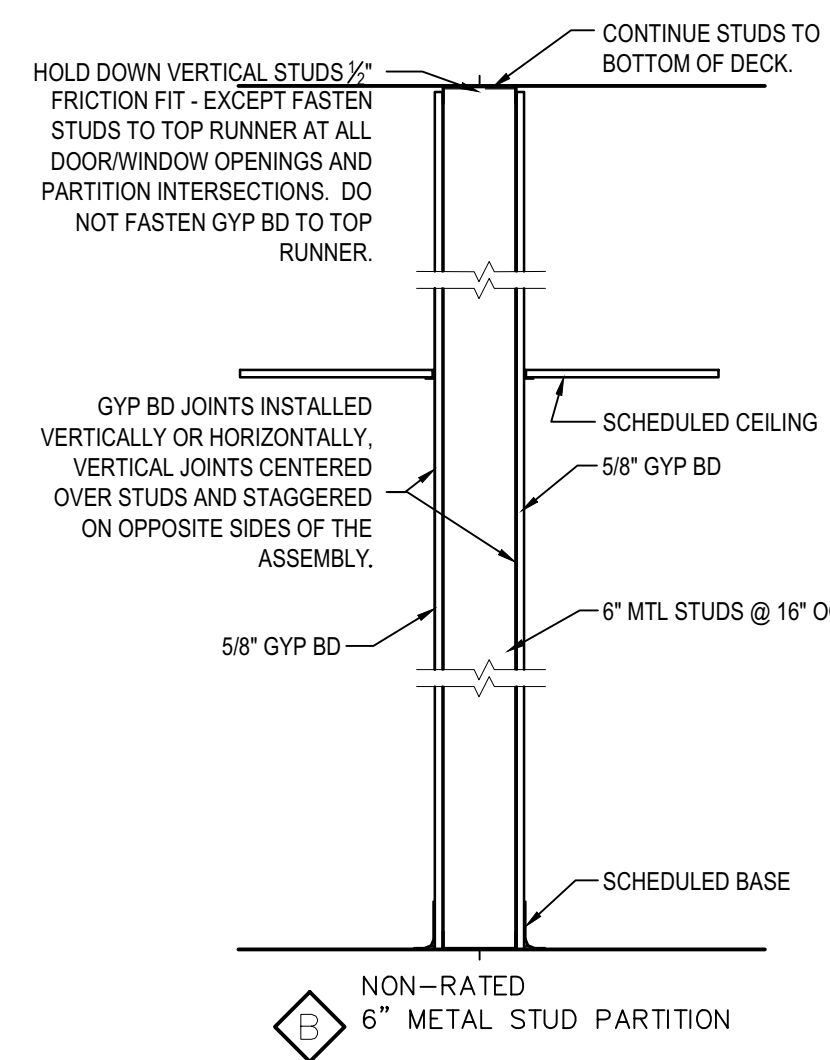 CONTINUE STUDS TO
BOTTOM OF DECK.
HOLD DOWN VERTICAL STUDS ½"
FRICTION FIT - EXCEPT FASTEN
STUDS TO TOP RUNNER AT ALL
DOOR/WINDOW OPENINGS AND
PARTITION INTERSECTIONS. DO
NOT FASTEN GYP BD TO TOP
RUNNER.
GYP BD JOINTS INSTALLED
VERTICALLY OR HORIZONTALLY,
VERTICAL JOINTS CENTERED
OVER STUDS AND STAGGERED
ON OPPOSITE SIDES OF THE
ASSEMBLY.
SCHEDULED CEILING
5/8" GYP BD
6" MTL STUDS @ 16" O
5/8" GYP BD
SCHEDULED BASE
B
NON-RATED
6" METAL STUD PARTITION